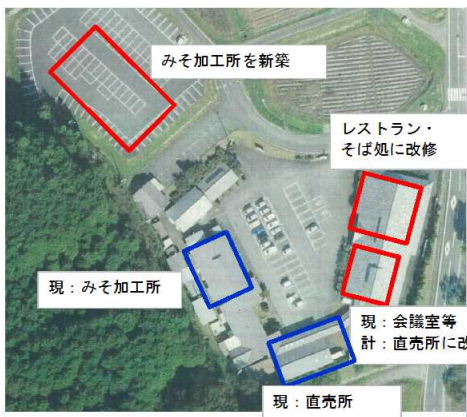 みそ加工所を新築
レストラン・
そば処に改修
現：みそ加工所
現：会議室等
計：直売所に改
現：直売所